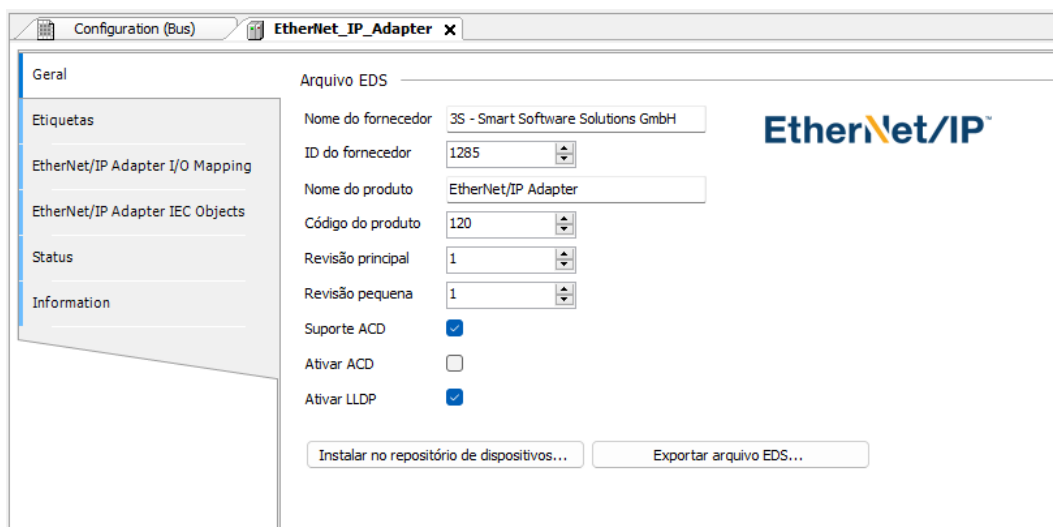 Configuration (Bus)
EtherNet_IP_Adapter
Geral
Etiquetas
EtherNet/IP Adapter I/O Mapping
EtherNet/IP Adapter IEC Objects
Status
Information
Arquivo EDS
Nome do fornecedor 3S - Smart Software Solutions GmbH
ID do fornecedor 1285
Nome do produto EtherNet/IP Adapter
Código do produto 120
Revisão principal 1
Revisão pequena 1
Suporte ACD
Ativar ACD
Ativar LLDP
Instalar no repositório de dispositivos... Exportar arquivo EDS...
EtherNet/IP™